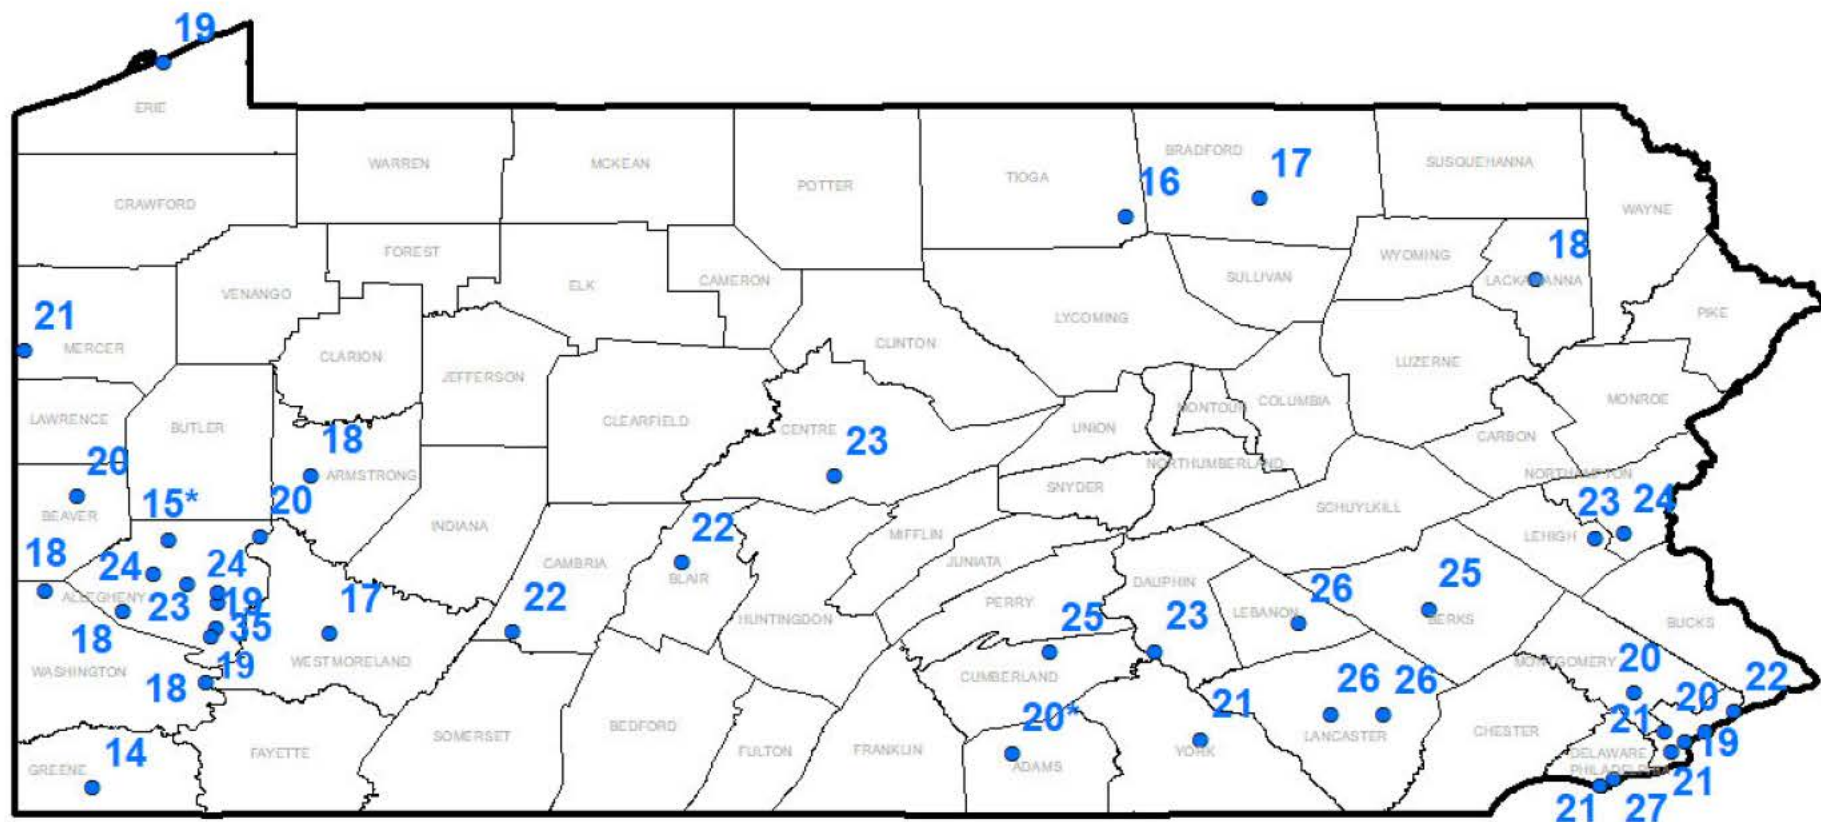 19
ERIE
WARREN
MCKEAN
POTTER
TIOGA
BRADFORD
SUSQUEHANNA
16
17
WAYNE
CRAWFORD
FOREST
18
WYOMING
LACKAWANNA
VENANGO
ELK
CAMERON
SULLIVAN
21
MERCER
CLARION
CLINTON
LYCOMING
PIKE
JEFFERSON
LUZERNE
LAWRENCE
BUTLER
CLEARFIELD
CENTRE
23
UNION
MONTOUR
COLUMBIA
MONROE
18
CARBON
20
ARMSTRONG
SNYDER
NORTHUMBERLAND
NORTHAMPTON
15*
20
BEAVER
INDIANA
SCHUYLKILL
23
24
LEHIGH
MIFFLIN
22
18
24
24
CAMBRIA
BLAIR
JUNIATA
DAUPHIN
25
ALLEGHENY
23
19
17
22
HUNTINGDON
PERRY
25
23
LEBANON
26
BERKS
BUCKS
18
35
WASHINGTON
19
WESTMORELAND
CUMBERLAND
MONTGOMERY
20
18
20*
21
26
26
22
20
21
SOMERSET
BEDFORD
FULTON
FRANKLIN
ADAMS
YORK
LANCASTER
CHESTER
14
GREENE
FAYETTE
DELAWARE
19
PHILADELPHIA
21
21
27